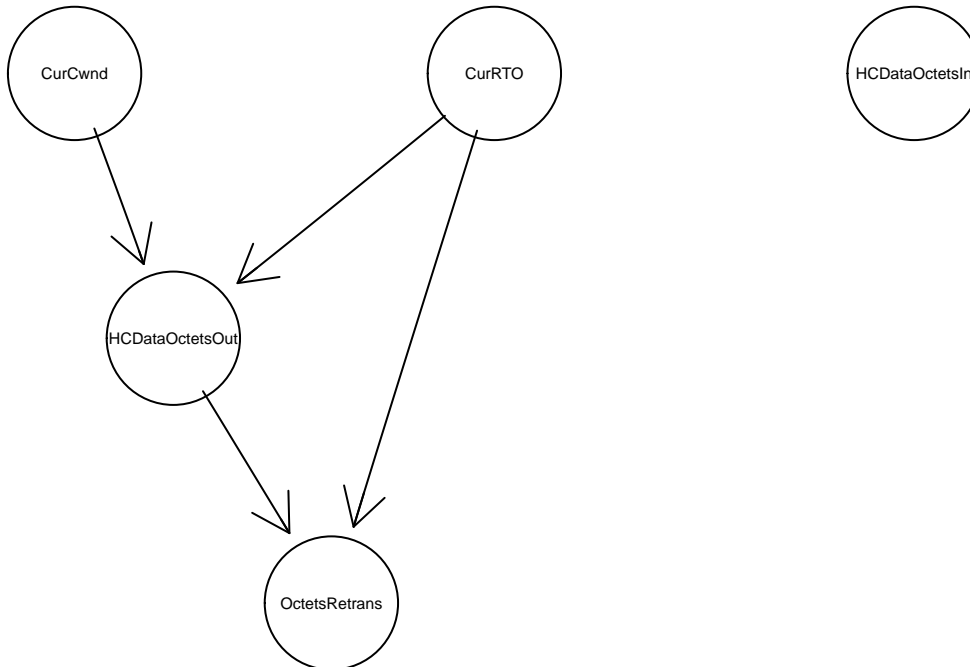 CurCwnd
CurRTO
HCDataOctetsIn
HCDataOctetsOut
OctetsRetrans